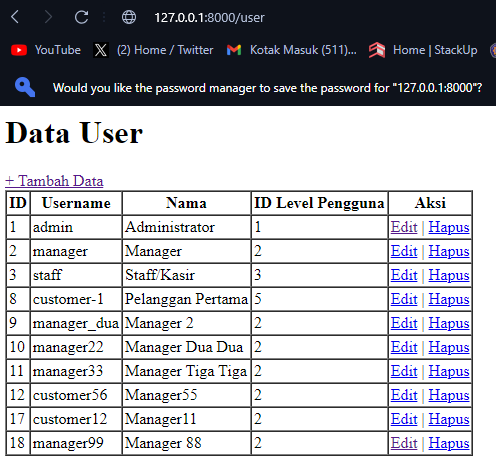 127.0.0.1:8000/user
YouTube (2) Home / Twitter Kotak Masuk (511)... Home | StackUp
Would you like the password manager to save the password for "127.0.0.1:8000"?
Data User
+ Tambah Data
ID Username Nama ID Level Pengguna Aksi
1 admin Administrator 1 Edit | Hapus
2 manager Manager 2 Edit | Hapus
3 staff Staff/Kasir 3 Edit | Hapus
8 customer-1 Pelanggan Pertama 5 Edit | Hapus
9 manager_dua Manager 2 2 Edit | Hapus
10 manager22 Manager Dua Dua 2 Edit | Hapus
11 manager33 Manager Tiga Tiga 2 Edit | Hapus
12 customer56 Manager55 2 Edit | Hapus
17 customer12 Manager11 2 Edit | Hapus
18 manager99 Manager 88 2 Edit | Hapus